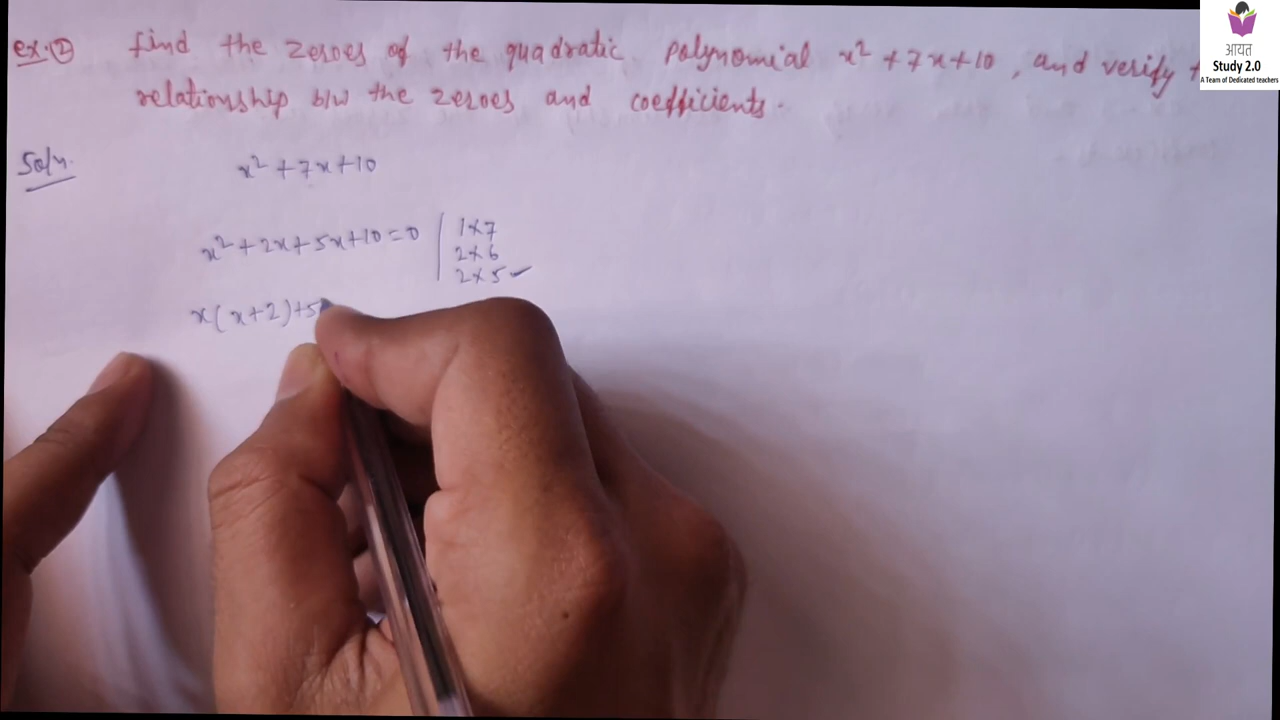 ex.② find the zeroes of the quadratic polynomial x² + 7x + 10, and verify
relationship b/w the zeroes and coefficients.
Soln. x² + 7x + 10
x² + 2x + 5x + 10 = 0 | 1×7
2×6
2×5 ✓
x(x+2)+5
आयत
Study 2.0
A Team of Dedicated teachers